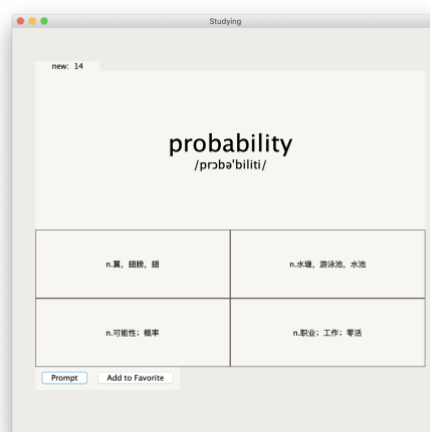 Studying
new: 14
probability
/prɔbə'biliti/
n.翼，翅膀，翅
n.水塘，游泳池，水池
n.可能性；概率
n.职业；工作；零活
Prompt
Add to Favorite